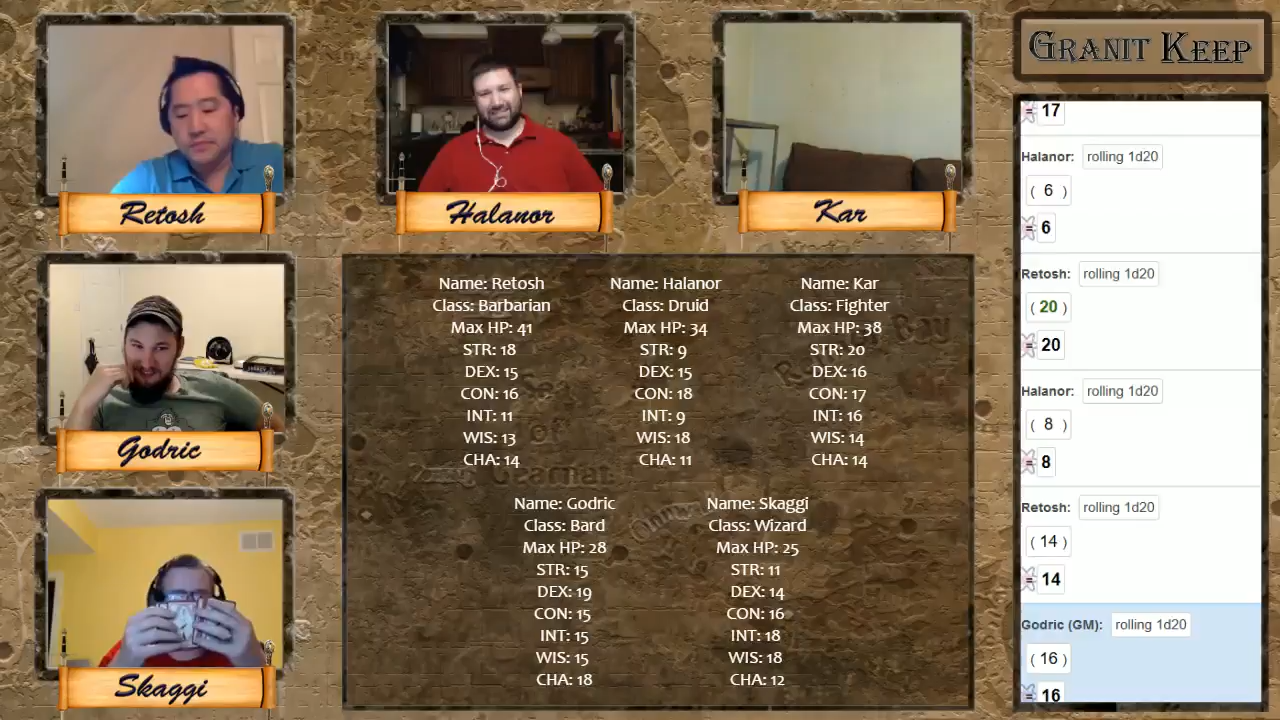 GRANIT KEEP
Retosh
Halanor
Kar
Godric
Skaggi
Name: Retosh
Class: Barbarian
Max HP: 41
STR: 18
DEX: 15
CON: 16
INT: 11
WIS: 13
CHA: 14
Name: Halanor
Class: Druid
Max HP: 34
STR: 9
DEX: 15
CON: 18
INT: 9
WIS: 18
CHA: 11
Name: Kar
Class: Fighter
Max HP: 38
STR: 20
DEX: 16
CON: 17
INT: 16
WIS: 14
CHA: 14
Name: Godric
Class: Bard
Max HP: 28
STR: 15
DEX: 19
CON: 15
INT: 15
WIS: 15
CHA: 18
Name: Skaggi
Class: Wizard
Max HP: 25
STR: 11
DEX: 14
CON: 16
INT: 18
WIS: 18
CHA: 12
= 17
Halanor: rolling 1d20
( 6 )
= 6
Retosh: rolling 1d20
( 20 )
= 20
Halanor: rolling 1d20
( 8 )
= 8
Retosh: rolling 1d20
( 14 )
= 14
Godric (GM): rolling 1d20
( 16 )
= 16